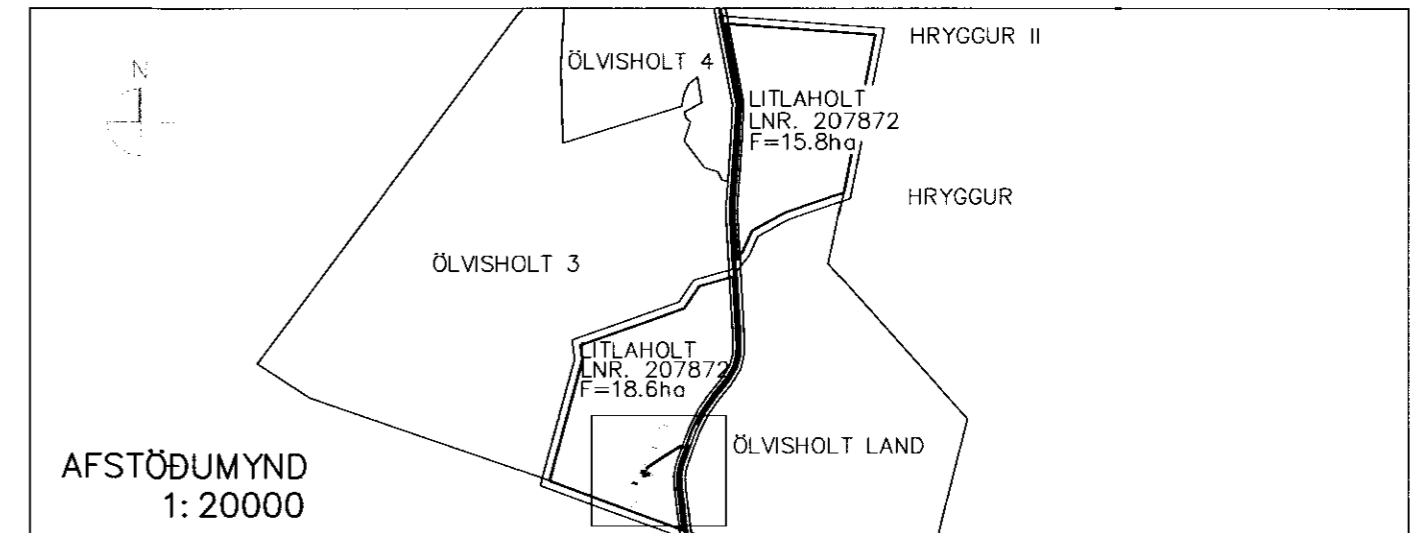 HRYGGUR II
ÖLVISHOLT 4
N
LITLAHOLT
LNR. 207872
F=15.8ha
HRYGGUR
ÖLVISHOLT 3
LITLAHOLT
LNR. 207872
F=18.6ha
ÖLVISHOLT LAND
AFSTÖÐUMYND
1: 20000